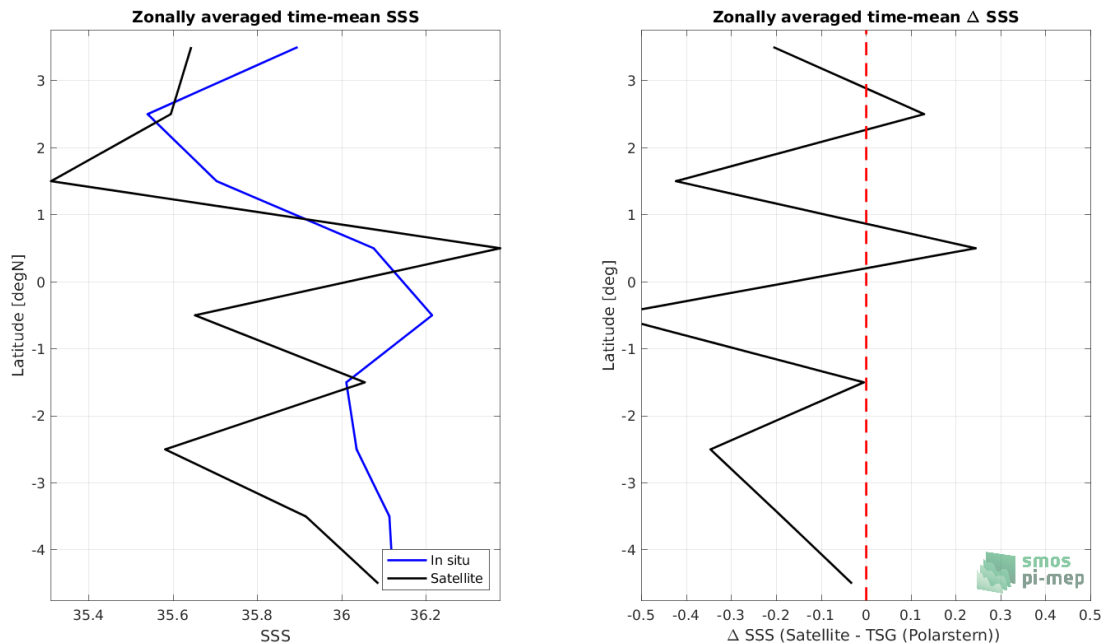 Zonally averaged time-mean SSS
Latitude [degN]
3
2
1
0
-1
-2
-3
-4
35.4 35.6 35.8 36 36.2
SSS
In situ
Satellite
Zonally averaged time-mean Δ SSS
Latitude [deg]
3
2
1
0
-1
-2
-3
-4
-0.5 -0.4 -0.3 -0.2 -0.1 0 0.1 0.2 0.3 0.4 0.5
Δ SSS (Satellite - TSG (Polarstern))
smos
pi-mep